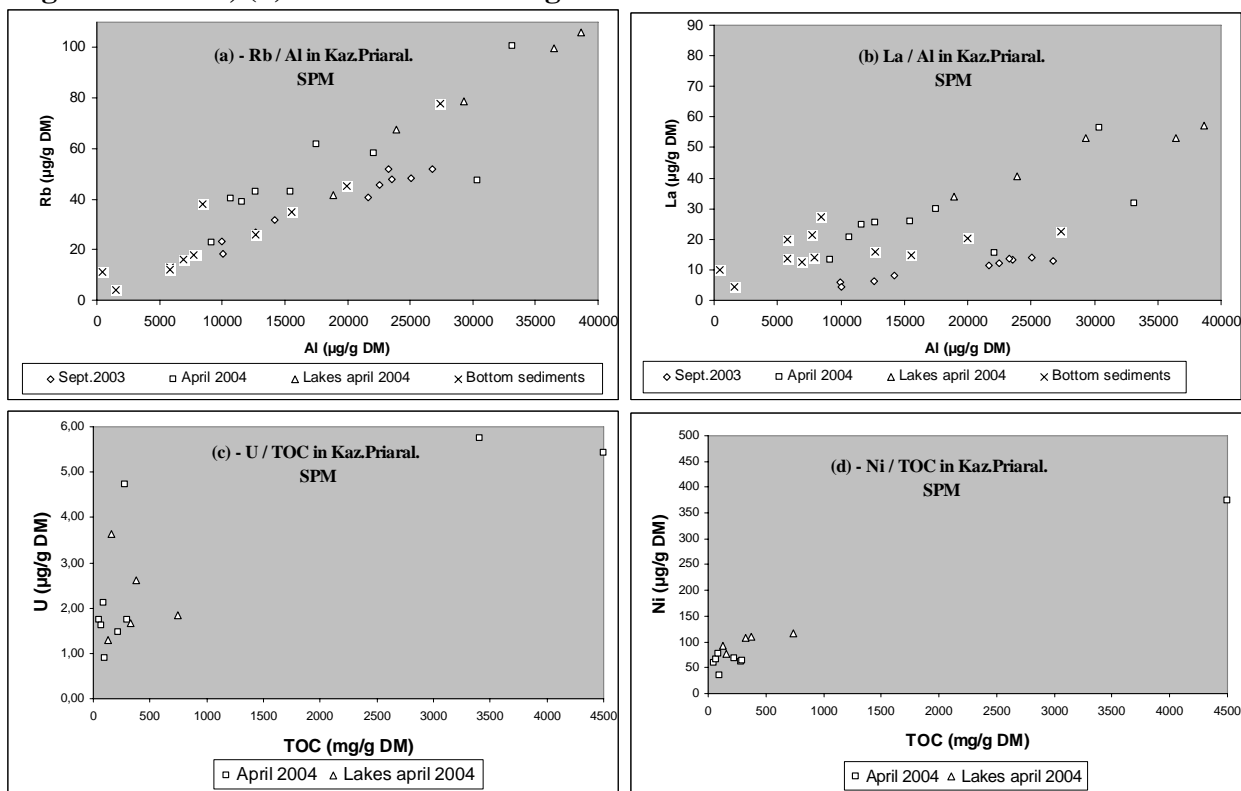 (a) - Rb / Al in Kaz.Priaral.
SPM
Rb (µg/g DM)
100
80
60
40
20
0
0 5000 10000 15000 20000 25000 30000 35000 40000
Al (µg/g DM)
Sept.2003 April 2004 Lakes april 2004 Bottom sediments
(b) La / Al in Kaz.Priaral.
SPM
La (µg/g DM)
90
80
70
60
50
40
30
20
10
0
0 5000 10000 15000 20000 25000 30000 35000 40000
Al (µg/g DM)
Sept.2003 April 2004 Lakes april 2004 Bottom sediments
(c) - U / TOC in Kaz.Priaral.
SPM
U (µg/g DM)
6,00
5,00
4,00
3,00
2,00
1,00
0,00
0 500 1000 1500 2000 2500 3000 3500 4000 4500
TOC (mg/g DM)
April 2004 Lakes april 2004
(d) - Ni / TOC in Kaz.Priaral.
SPM
Ni (µg/g DM)
500
450
400
350
300
250
200
150
100
50
0
0 500 1000 1500 2000 2500 3000 3500 4000 4500
TOC (mg/g DM)
April 2004 Lakes april 2004